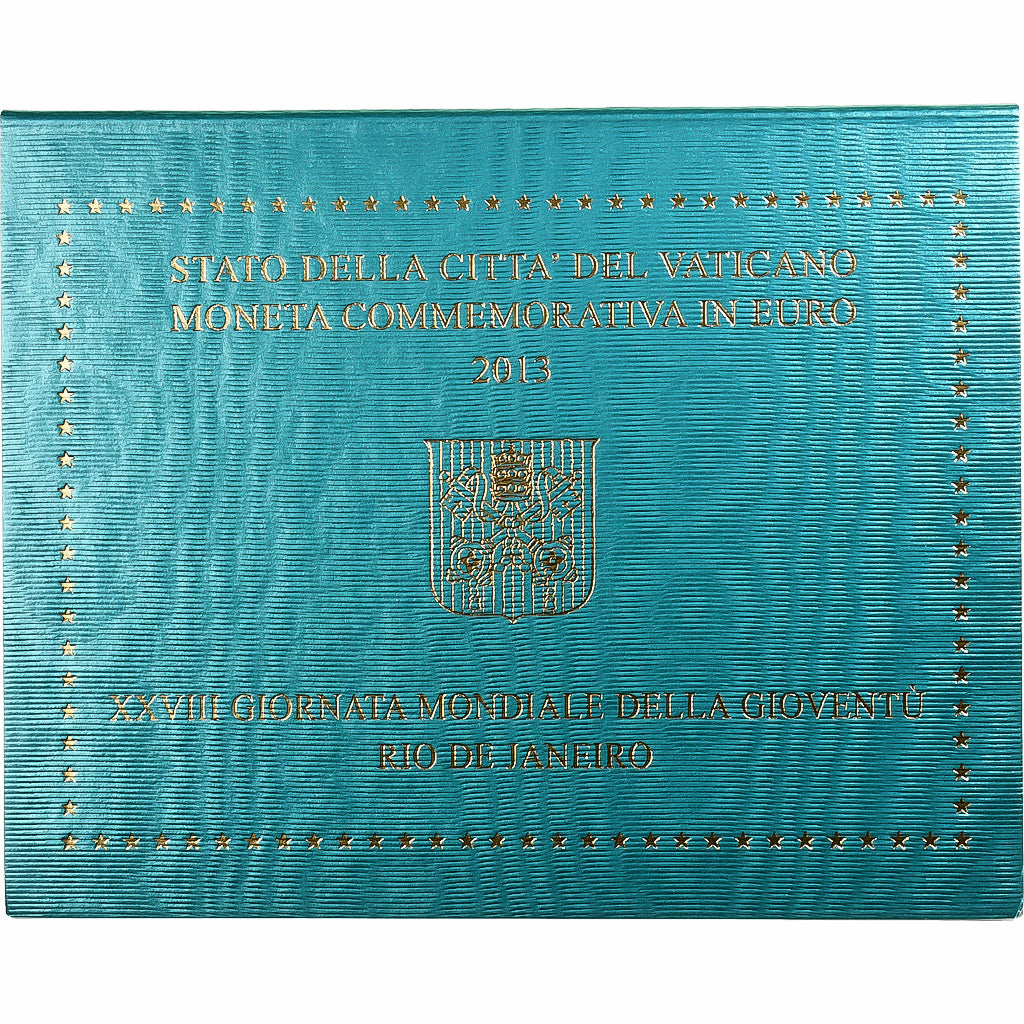 STATO DELLA CITTA' DEL VATICANO
MONETA COMMEMORATIVA IN EURO
2013
XXVIII GIORNATA MONDIALE DELLA GIOVENTÙ
RIO DE JANEIRO